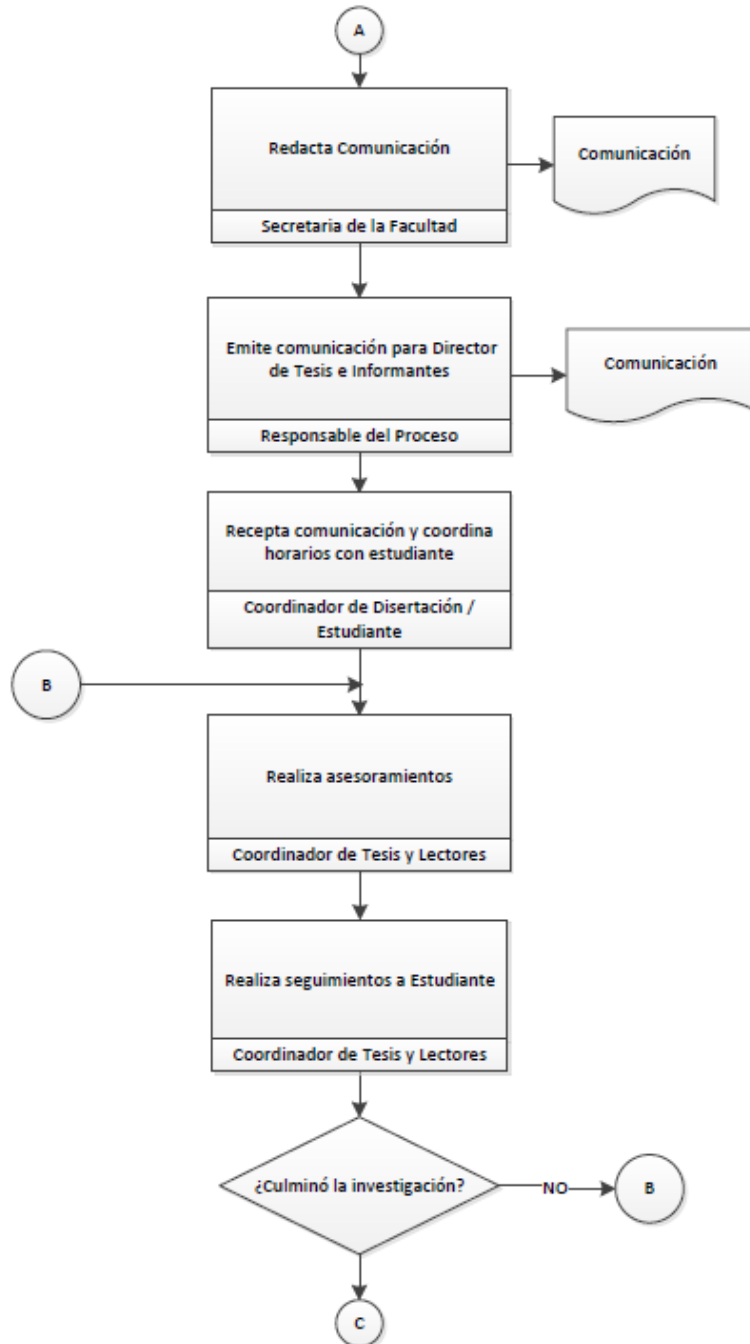 A
Redacta Comunicación
Secretaria de la Facultad
Comunicación
Emite comunicación para Director
de Tesis e Informantes
Responsable del Proceso
Comunicación
Recepta comunicación y coordina
horarios con estudiante
Coordinador de Disertación /
Estudiante
B
Realiza asesoramientos
Coordinador de Tesis y Lectores
Realiza seguimientos a Estudiante
Coordinador de Tesis y Lectores
¿Culminó la investigación?
NO
B
C